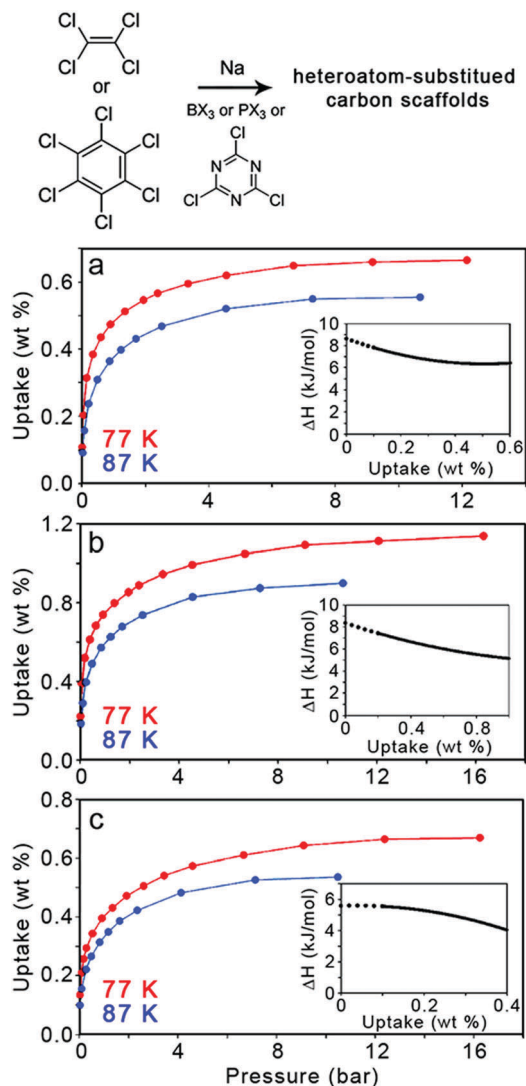 Cl
Cl
Cl
Cl
or
Cl
Cl
Cl
Cl
Cl
Cl
Na
BX₃ or PX₃ or
Cl
N
N
N
Cl
Cl
heteroatom-substitued
carbon scaffolds
a
Uptake (wt %)
0.6
0.4
0.2
0.0
0
4
8
12
77 K
87 K
ΔH (kJ/mol)
10
8
6
4
2
0
0
0.2
0.4
0.6
Uptake (wt %)
b
Uptake (wt %)
1.2
0.8
0.4
0.0
0
4
8
12
16
77 K
87 K
ΔH (kJ/mol)
10
8
6
4
2
0
0
0.4
0.8
Uptake (wt %)
c
Uptake (wt %)
0.8
0.6
0.4
0.2
0.0
0
4
8
12
16
77 K
87 K
ΔH (kJ/mol)
6
4
2
0
0
0.2
0.4
Uptake (wt %)
Pressure (bar)